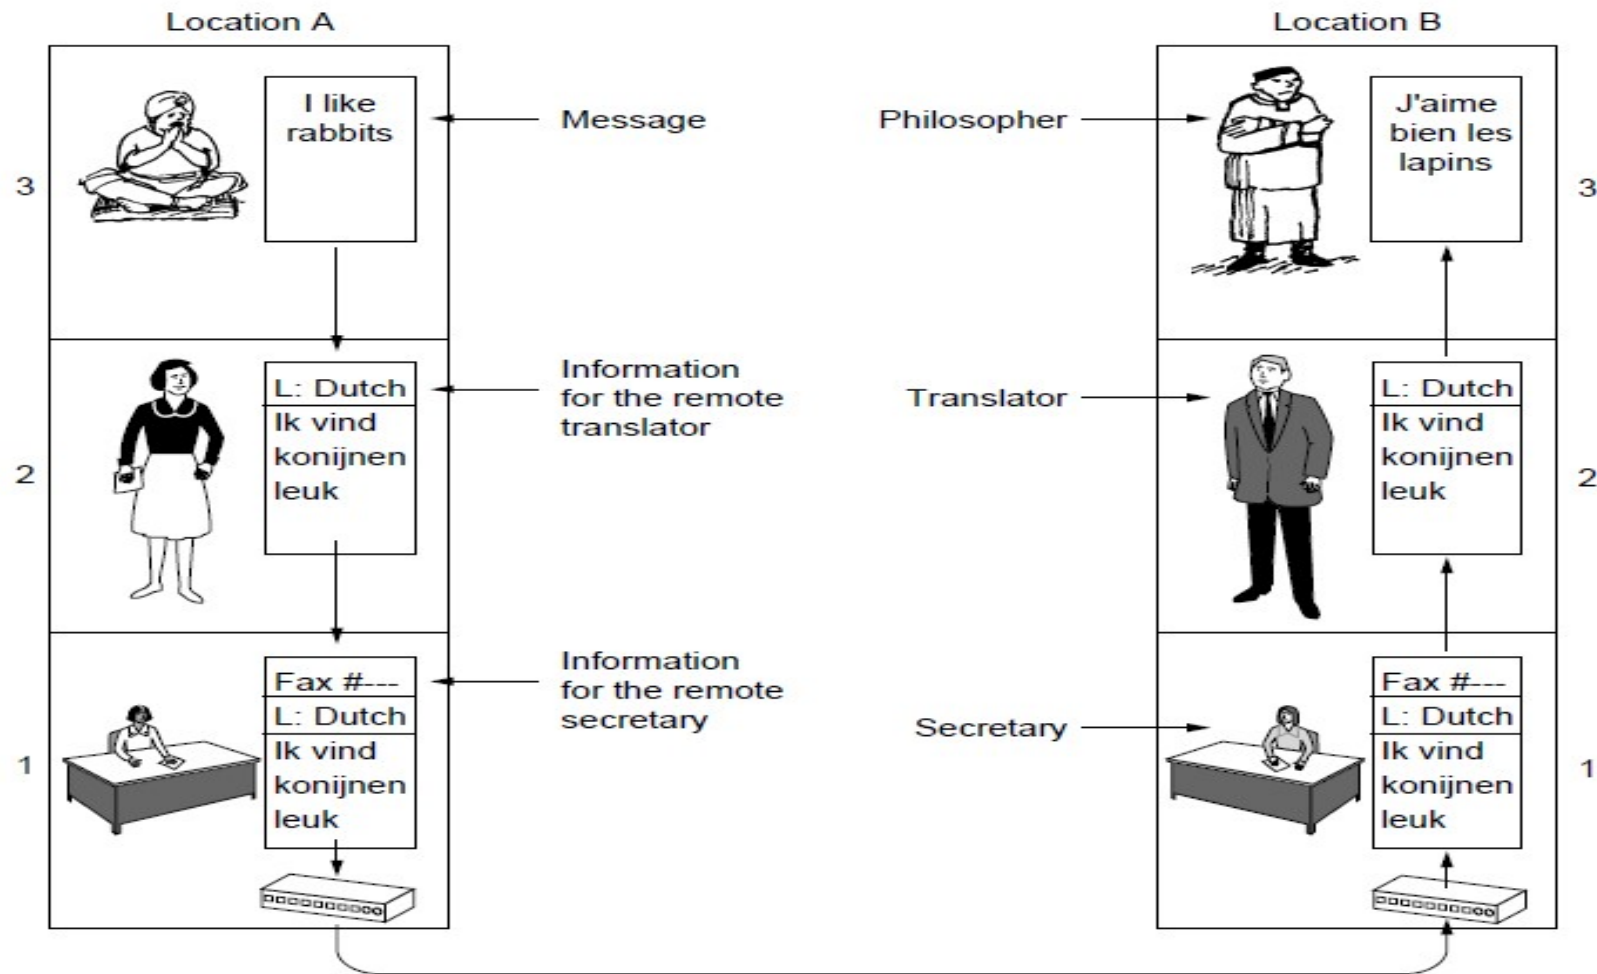 Location A
Location B
I like
rabbits
Message
Philosopher
J'aime
bien les
lapins
3
3
Information
for the remote
translator
L: Dutch
Ik vind
konijnen
leuk
Translator
L: Dutch
Ik vind
konijnen
leuk
2
2
Information
for the remote
secretary
Fax #---
L: Dutch
Ik vind
konijnen
leuk
Secretary
Fax #---
L: Dutch
Ik vind
konijnen
leuk
1
1